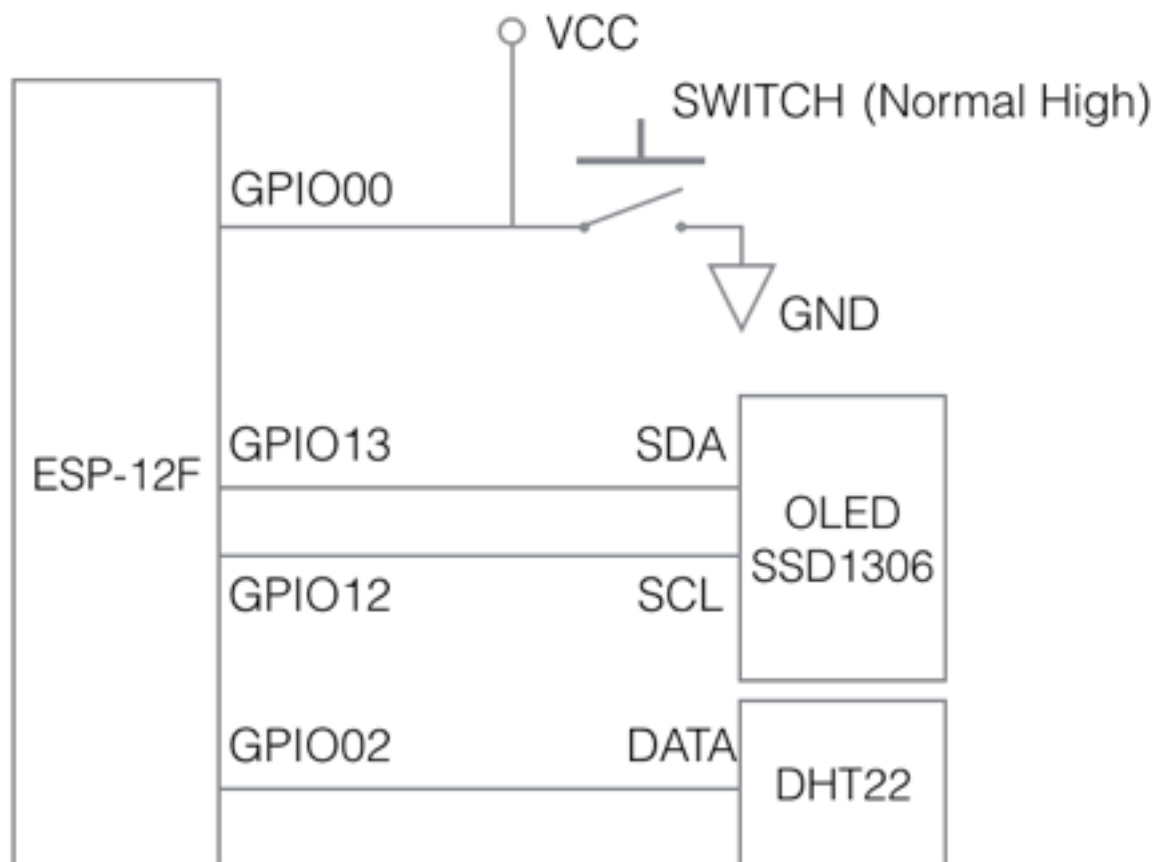 VCC
SWITCH (Normal High)
GPIO00
GND
GPIO13
SDA
ESP-12F
OLED
SSD1306
GPIO12
SCL
GPIO02
DATA
DHT22